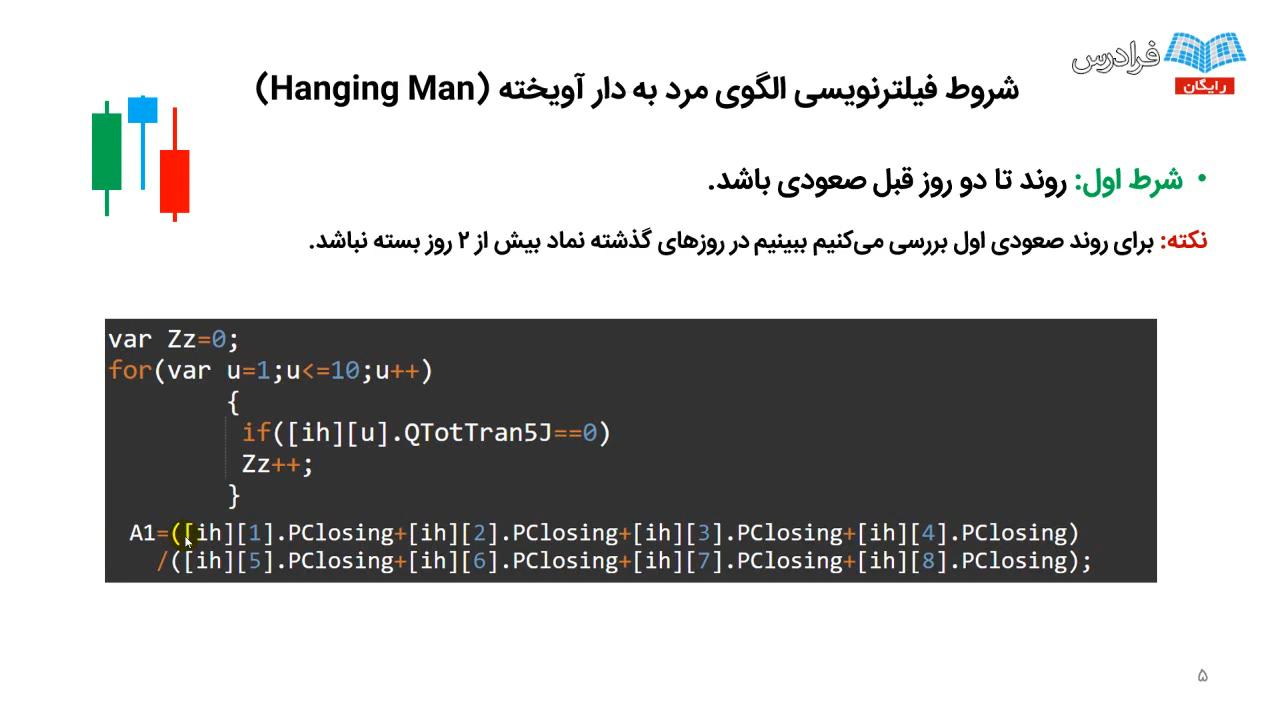 فرادرس
رایگان
شروط فیلترنویسی الگوی مرد به دار آویخته (Hanging Man)
• شرط اول: روند تا دو روز قبل صعودی باشد.
نکته: برای روند صعودی اول بررسی می‌کنیم ببینیم در روزهای گذشته نماد بیش از ۲ روز بسته نباشد.
var Zz=0;
for(var u=1;u<=10;u++)
{
if([ih][u].QTotTran5J==0)
Zz++;
}
A1=([ih][1].PClosing+[ih][2].PClosing+[ih][3].PClosing+[ih][4].PClosing)
/([ih][5].PClosing+[ih][6].PClosing+[ih][7].PClosing+[ih][8].PClosing);
۵